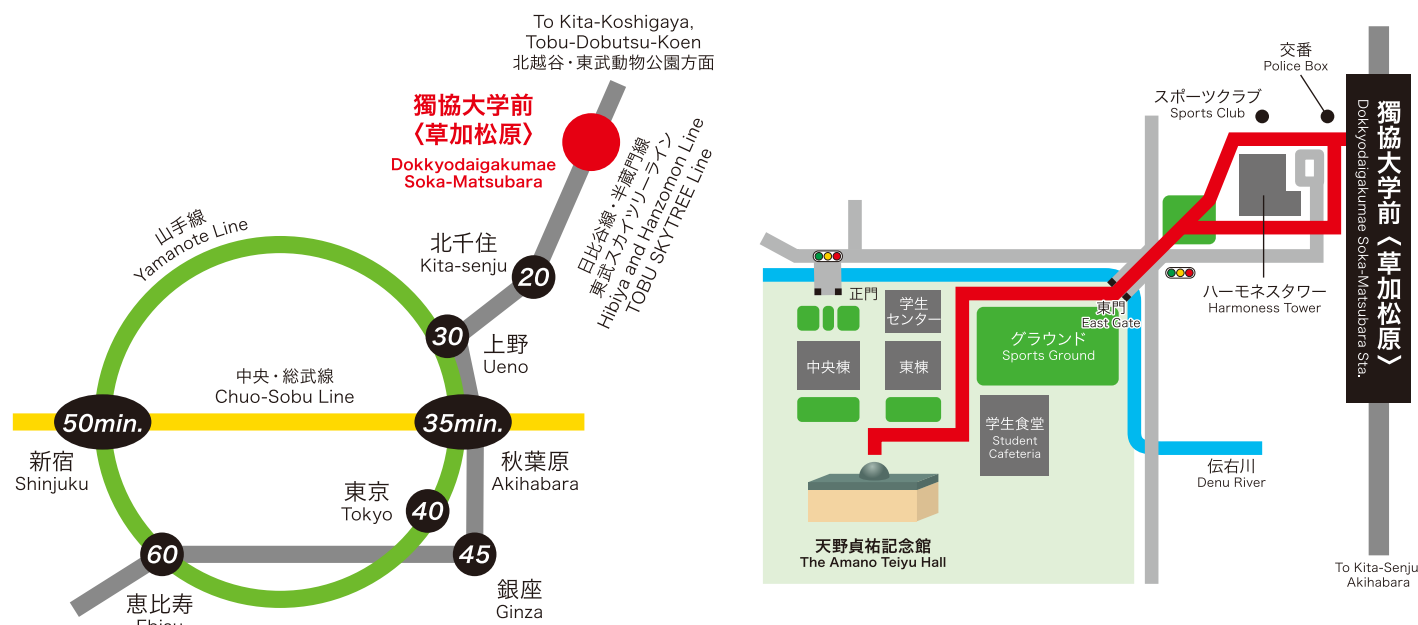 To Kita-Koshigaya,
Tobu-Dobutsu-Koen
北越谷・東武動物公園方面
獨協大学前
〈草加松原〉
Dokkyodaigakumae
Soka-Matsubara
日比谷線・半蔵門線
東武スカイツリーライン
Hibiya and Hanzomon Line
TOBU SKYTREE Line
山手線
Yamanote Line
北千住
Kita-senju
20
30
上野
Ueno
中央・総武線
Chuo-Sobu Line
50min.
35min.
新宿
Shinjuku
秋葉原
Akihabara
東京
Tokyo
40
60
45
恵比寿
Ebisu
銀座
Ginza
交番
Police Box
スポーツクラブ
Sports Club
獨協大学前〈草加松原〉
Dokkyodaigakumae Soka-Matsubara Sta.
正門
東門
East Gate
ハーモネスタワー
Harmoness Tower
学生
センター
グラウンド
Sports Ground
中央棟
東棟
学生食堂
Student
Cafeteria
伝右川
Denu River
天野貞祐記念館
The Amano Teiyu Hall
To Kita-Senju
Akihabara